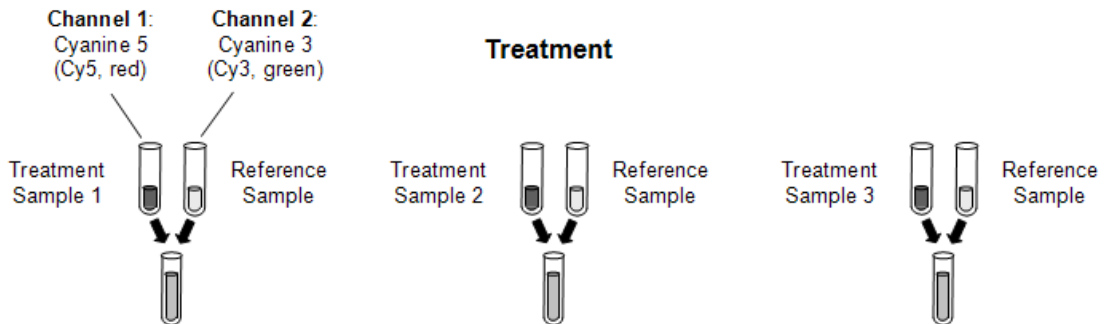 Channel 1:
Cyanine 5
(Cy5, red)
Channel 2:
Cyanine 3
(Cy3, green)
Treatment
Treatment
Sample 1
Reference
Sample
Treatment
Sample 2
Reference
Sample
Treatment
Sample 3
Reference
Sample